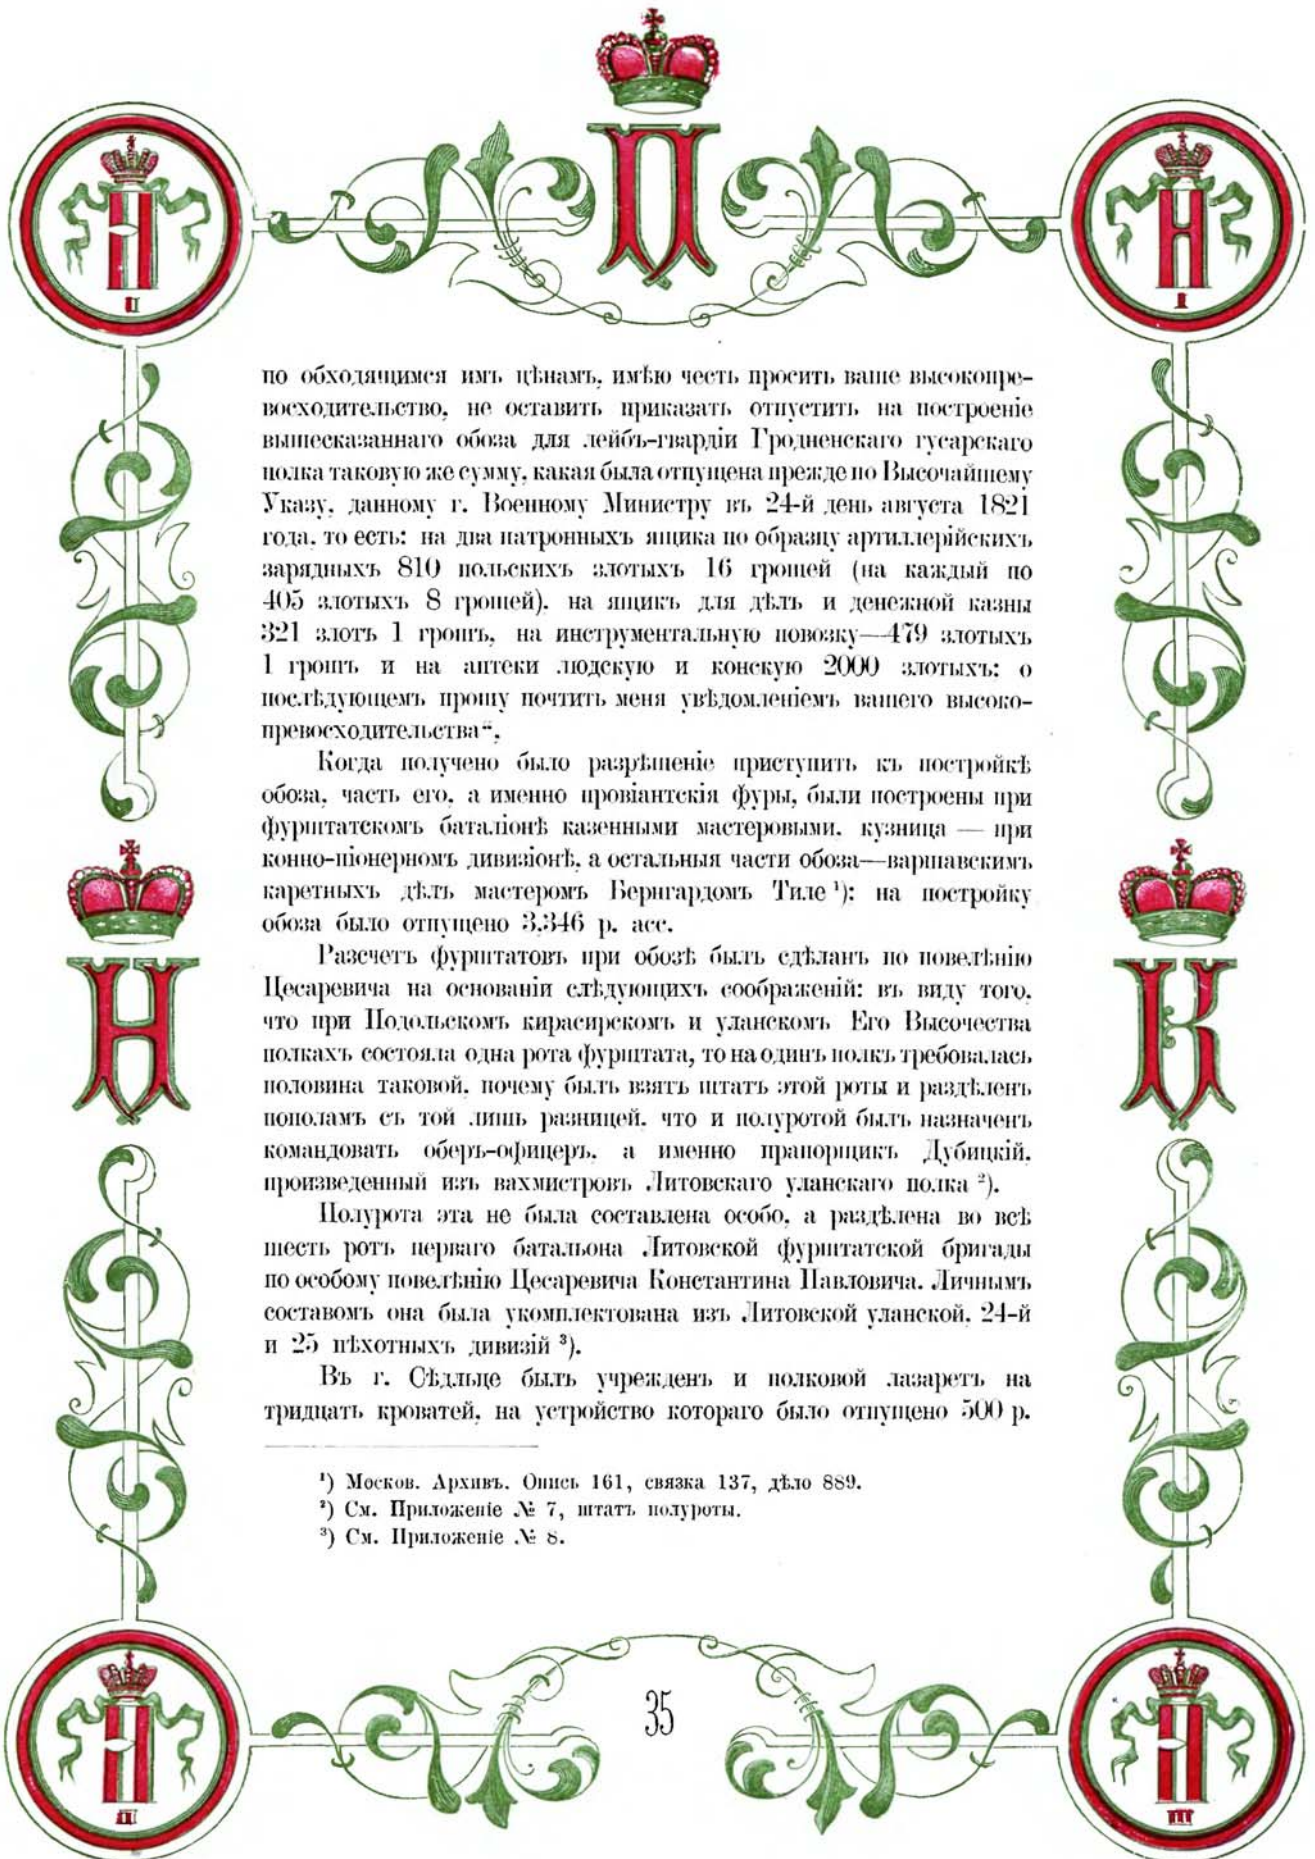 П
II
Н
I
по обходящимся имъ цѣнамъ, имѣю честь просить ваше высокопре-
восходительство, не оставить приказать отпустить на построеніе
вышесказаннаго обоза для лейбъ-гвардіи Гродненскаго гусарскаго
полка таковую же сумму, какая была отпущена прежде по Высочайшему
Указу, данному г. Военному Министру въ 24-й день августа 1821
года, то есть: на два патронныхъ ящика по образцу артиллерійскихъ
зарядныхъ 810 польскихъ злотыхъ 16 грошей (на каждый по
405 злотыхъ 8 грошей), на ящикъ для дѣлъ и денежной казны
321 злотъ 1 грошъ, на инструментальную повозку—479 злотыхъ
1 грошъ и на аптеки людскую и конскую 2000 злотыхъ: о
послѣдующемъ прошу почтить меня увѣдомленіемъ вашего высоко-
превосходительства“.
Когда получено было разрѣшеніе приступить къ постройкѣ
обоза, часть его, а именно провіантскія фуры, были построены при
фурштатскомъ баталіонѣ казенными мастеровыми, кузница — при
конно-піонерномъ дивизіонѣ, а остальныя части обоза—варшавскимъ
каретныхъ дѣлъ мастеромъ Бернгардомъ Тиле ¹): на постройку
обоза было отпущено 3.346 р. асс.
Разсчетъ фурштатовъ при обозѣ былъ сдѣланъ по повелѣнію
Цесаревича на основаніи слѣдующихъ соображеній: въ виду того,
что при Подольскомъ кирасирскомъ и уланскомъ Его Высочества
полкахъ состояла одна рота фурштата, то на одинъ полкъ требовалась
половина таковой, почему былъ взятъ штатъ этой роты и раздѣленъ
пополамъ съ той лишь разницей, что и полуротой былъ назначенъ
командовать оберъ-офицеръ, а именно прапорщикъ Дубицкій,
произведенный изъ вахмистровъ Литовскаго уланскаго полка ²).
Полурота эта не была составлена особо, а раздѣлена во всѣ
шесть ротъ перваго батальона Литовской фурштатской бригады
по особому повелѣнію Цесаревича Константина Павловича. Личнымъ
составомъ она была укомплектована изъ Литовской уланской, 24-й
и 25 пѣхотныхъ дивизій ³).
Въ г. Сѣдльце былъ учрежденъ и полковой лазаретъ на
тридцать кроватей, на устройство котораго было отпущено 500 р.
Н
К
¹) Москов. Архивъ. Опись 161, связка 137, дѣло 889.
²) См. Приложеніе № 7, штатъ полуроты.
³) См. Приложеніе № 8.
II
35
III